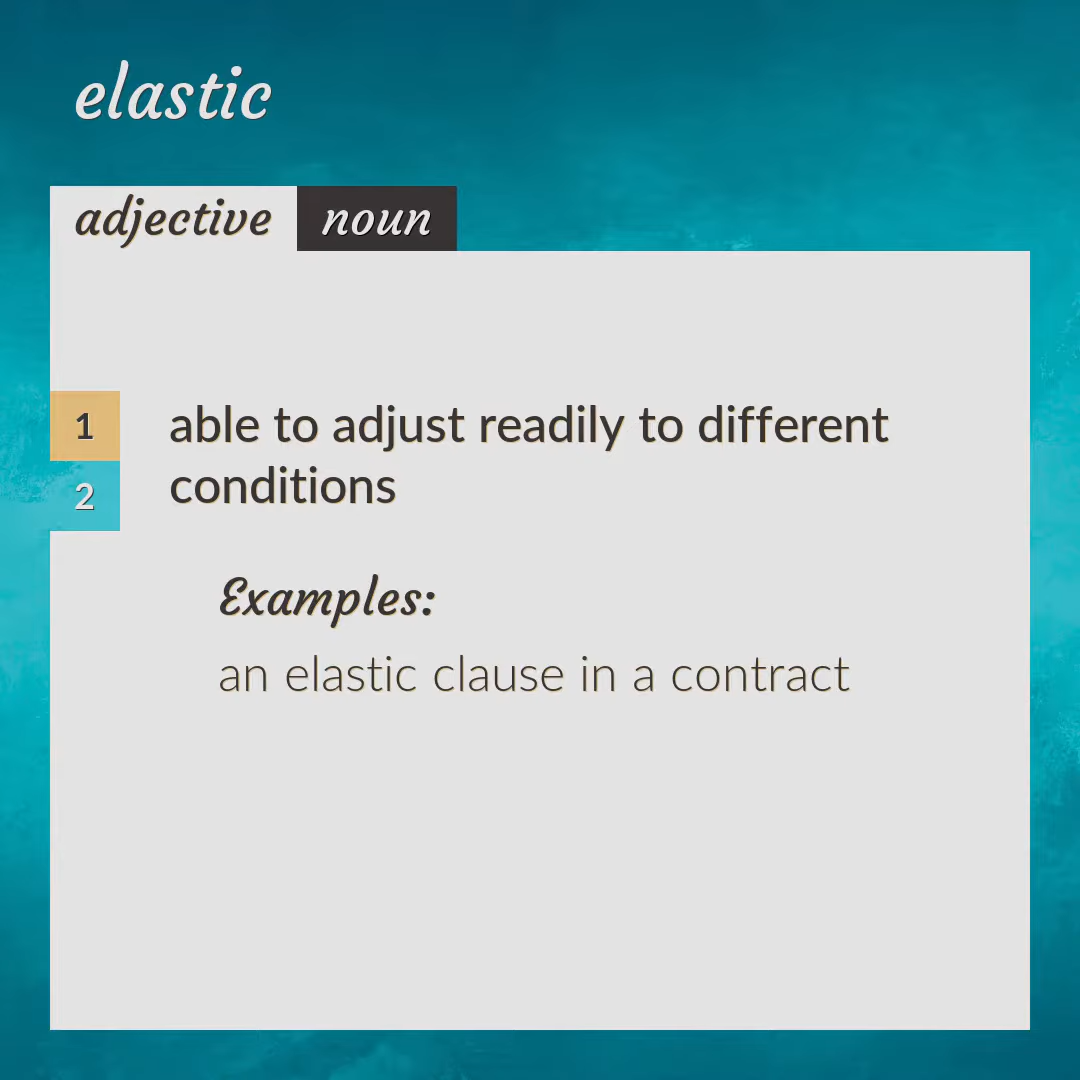 elastic
adjective noun
1 able to adjust readily to different
2 conditions
Examples:
an elastic clause in a contract